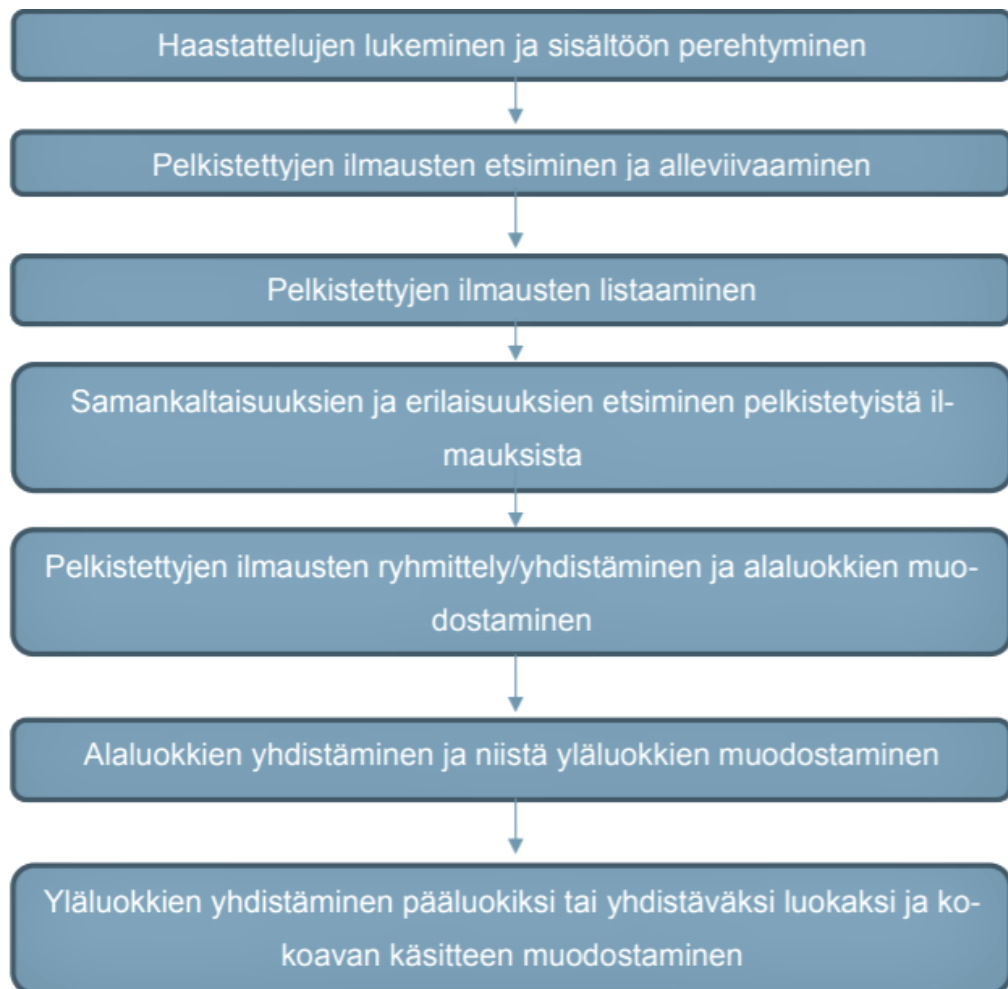 Haastattelujen lukeminen ja sisältöön perehtyminen
Pelkistettyjen ilmausten etsiminen ja alleviivaaminen
Pelkistettyjen ilmausten listaaminen
Samankaltaisuuksien ja erilaisuuksien etsiminen pelkistetyistä il-
mauksista
Pelkistettyjen ilmausten ryhmittely/yhdistäminen ja alaluokkien muo-
dostaminen
Alaluokkien yhdistäminen ja niistä yläluokkien muodostaminen
Yläluokkien yhdistäminen pääluokiksi tai yhdistäväksi luokaksi ja ko-
koavan käsitteen muodostaminen